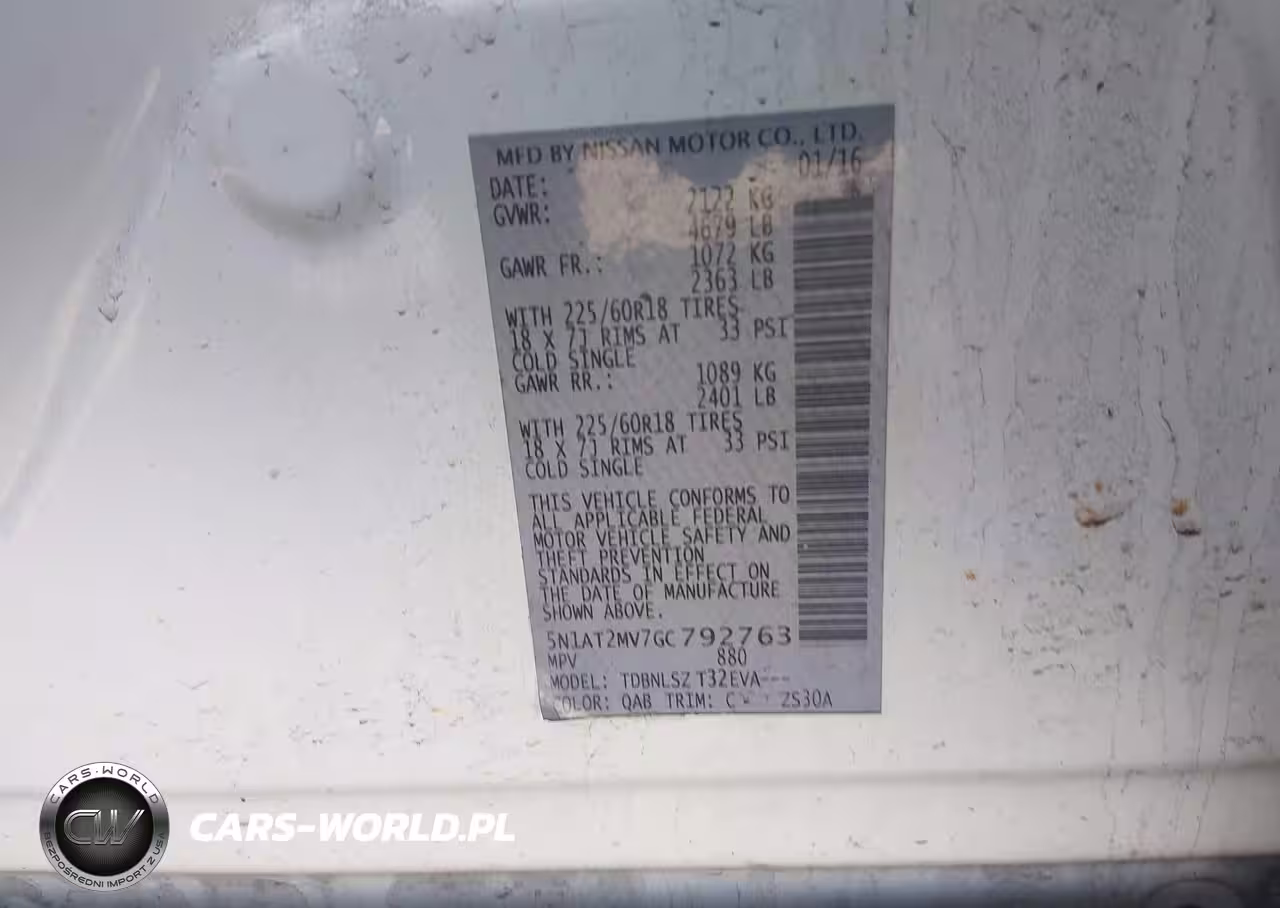 MFD BY NISSAN MOTOR CO., LTD.
DATE: 01/16
GVWR: 2122 KG
4679 LB
GAWR FR.: 1072 KG
2363 LB
WITH 225/60R18 TIRES
18 X 7J RIMS AT 33 PSI
COLD SINGLE
GAWR RR.: 1089 KG
2401 LB
WITH 225/60R18 TIRES
18 X 7J RIMS AT 33 PSI
COLD SINGLE
THIS VEHICLE CONFORMS TO
ALL APPLICABLE FEDERAL
MOTOR VEHICLE SAFETY AND
THEFT PREVENTION
STANDARDS IN EFFECT ON
THE DATE OF MANUFACTURE
SHOWN ABOVE.
5N1AT2MV7GC792763
MPV 880
MODEL: TDBNLSZ T32EVA---
COLOR: QAB TRIM: ZS30A
CARS-WORLD
CW
BEZPOŚREDNI IMPORT Z USA
CARS-WORLD.PL